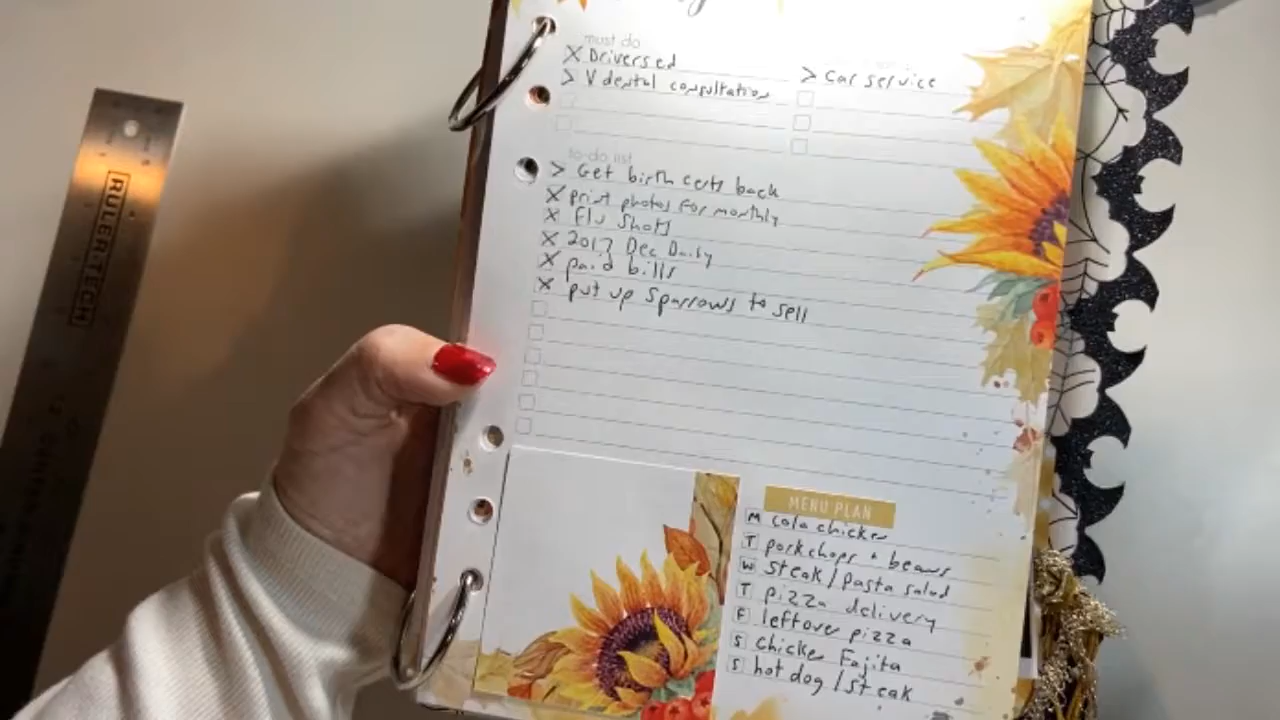 must do
X Drivers ed
> V dental consultation
> Car service
to-do list
> Get birth certs back
X print photos for monthly
X Flu Shots
X 2017 Dec Daily
X paid bills
X put up Sparrows to sell
MENU PLAN
M cola chicken
T porkchops + beans
W Steak/pasta salad
T pizza delivery
F leftover pizza
S Chicken Fajita
S hot dog / Steak
RULER-TECH